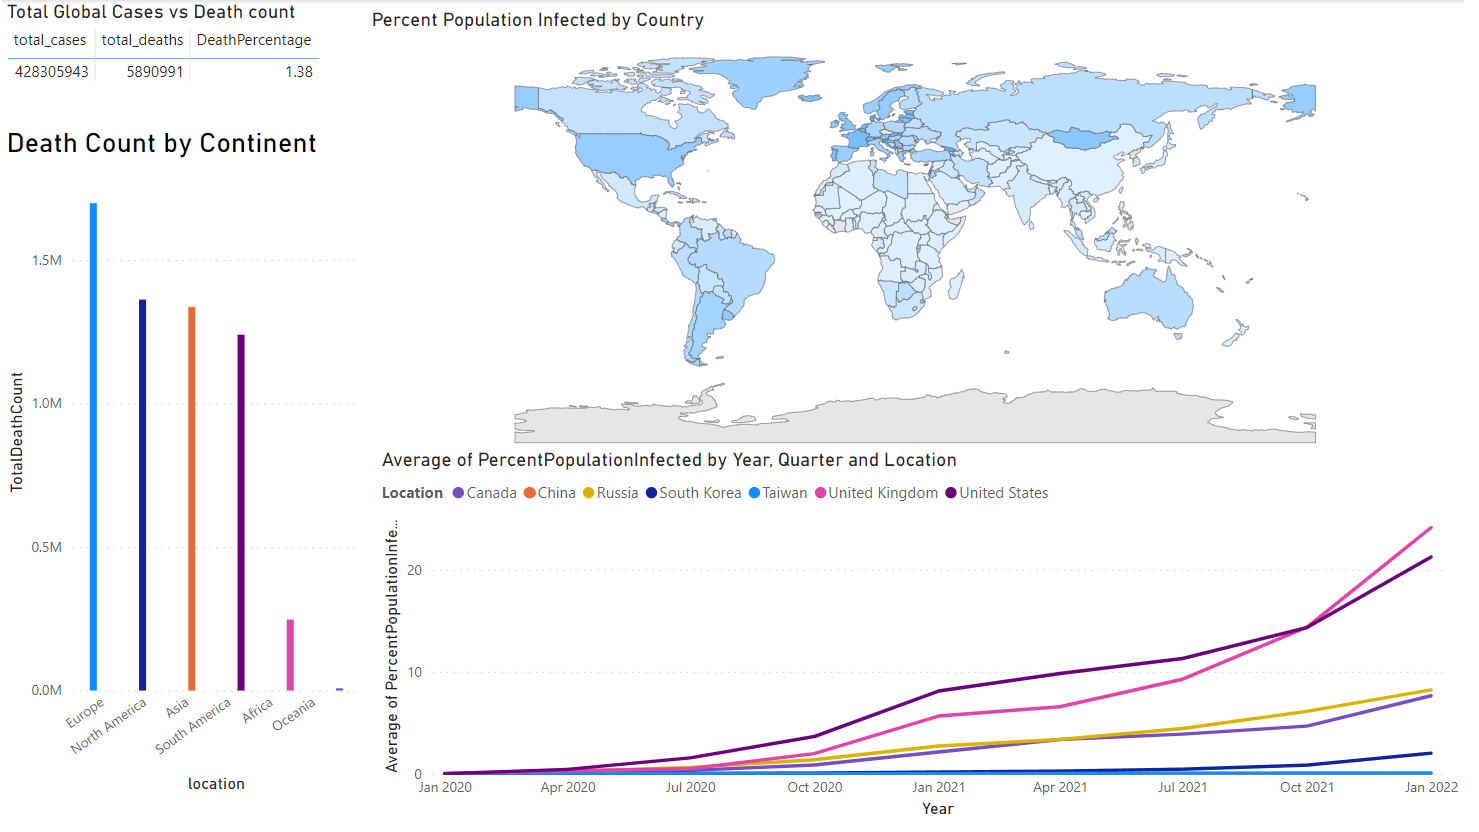 Total Global Cases vs Death count
total_cases total_deaths DeathPercentage
428305943 5890991 1.38
Death Count by Continent
TotalDeathCount
1.5M
1.0M
0.5M
0.0M
Europe
North America
Asia
South America
Africa
Oceania
location
Percent Population Infected by Country
Average of PercentPopulationInfected by Year, Quarter and Location
Location Canada China Russia South Korea Taiwan United Kingdom United States
Average of PercentPopulationInfe...
20
10
0
Jan 2020 Apr 2020 Jul 2020 Oct 2020 Jan 2021 Apr 2021 Jul 2021 Oct 2021 Jan 2022
Year